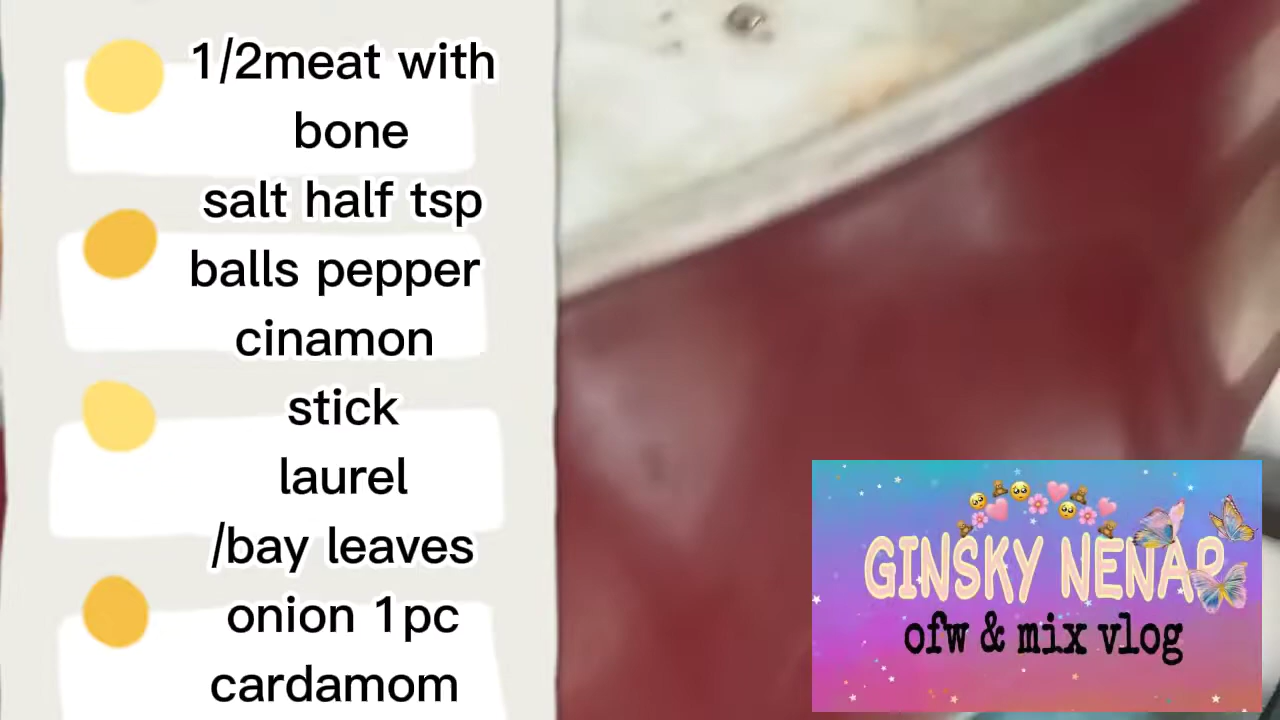 1/2meat with
bone
salt half tsp
balls pepper
cinamon
stick
laurel
/bay leaves
onion 1pc
cardamom
GINSKY NENAR
ofw & mix vlog